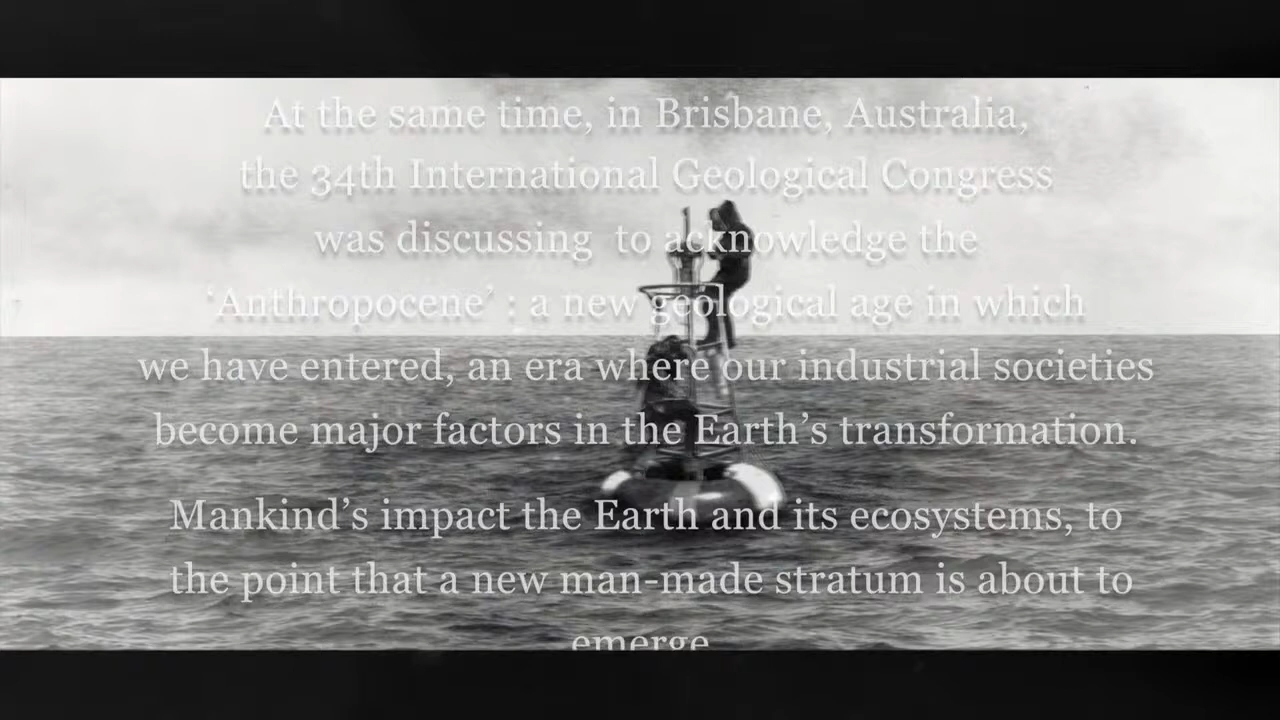 At the same time, in Brisbane, Australia,
the 34th International Geological Congress
was discussing  to acknowledge the
‘Anthropocene’ : a new geological age in which
we have entered, an era where our industrial societies
become major factors in the Earth’s transformation.
Mankind’s impact the Earth and its ecosystems, to
the point that a new man-made stratum is about to
emerge